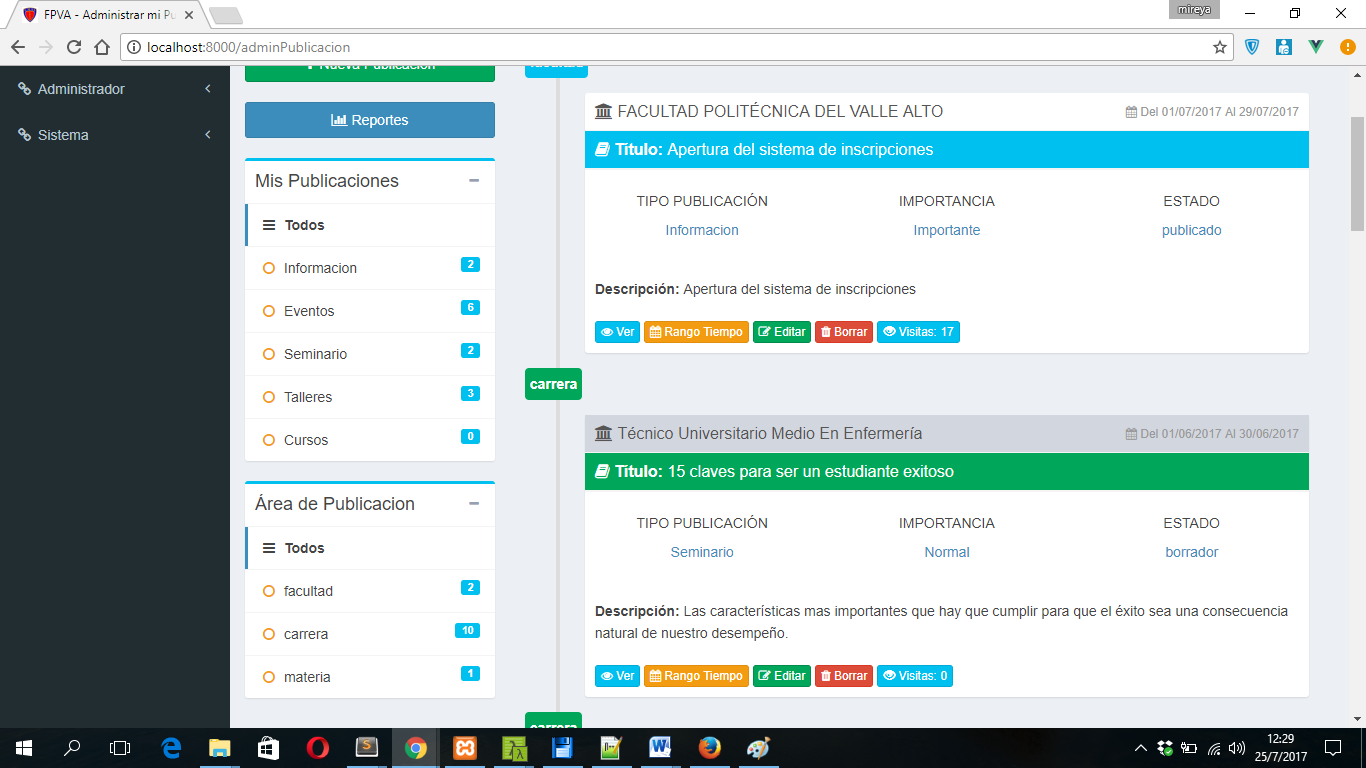 FPVA - Administrar mi Pu
mireya
localhost:8000/adminPublicacion
Administrador
Sistema
Nueva Publicación
Reportes
Mis Publicaciones
Todos
Informacion 2
Eventos 6
Seminario 2
Talleres 3
Cursos 0
Área de Publicacion
Todos
facultad 2
carrera 10
materia 1
facultad
FACULTAD POLITÉCNICA DEL VALLE ALTO Del 01/07/2017 Al 29/07/2017
Título: Apertura del sistema de inscripciones
TIPO PUBLICACIÓN IMPORTANCIA ESTADO
Informacion Importante publicado
Descripción: Apertura del sistema de inscripciones
Ver Rango Tiempo Editar Borrar Visitas: 17
carrera
Técnico Universitario Medio En Enfermería Del 01/06/2017 Al 30/06/2017
Título: 15 claves para ser un estudiante exitoso
TIPO PUBLICACIÓN IMPORTANCIA ESTADO
Seminario Normal borrador
Descripción: Las características mas importantes que hay que cumplir para que el éxito sea una consecuencia
natural de nuestro desempeño.
Ver Rango Tiempo Editar Borrar Visitas: 0
carrera
12:29
25/7/2017